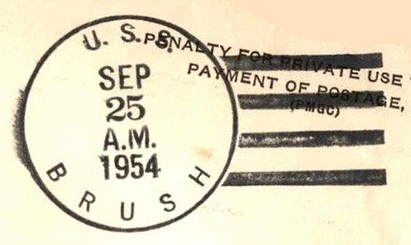 U. S. S.
SEP
25
A.M.
1954
BRUSH
PENALTY FOR PRIVATE USE
PAYMENT OF POSTAGE,
(PMGC)